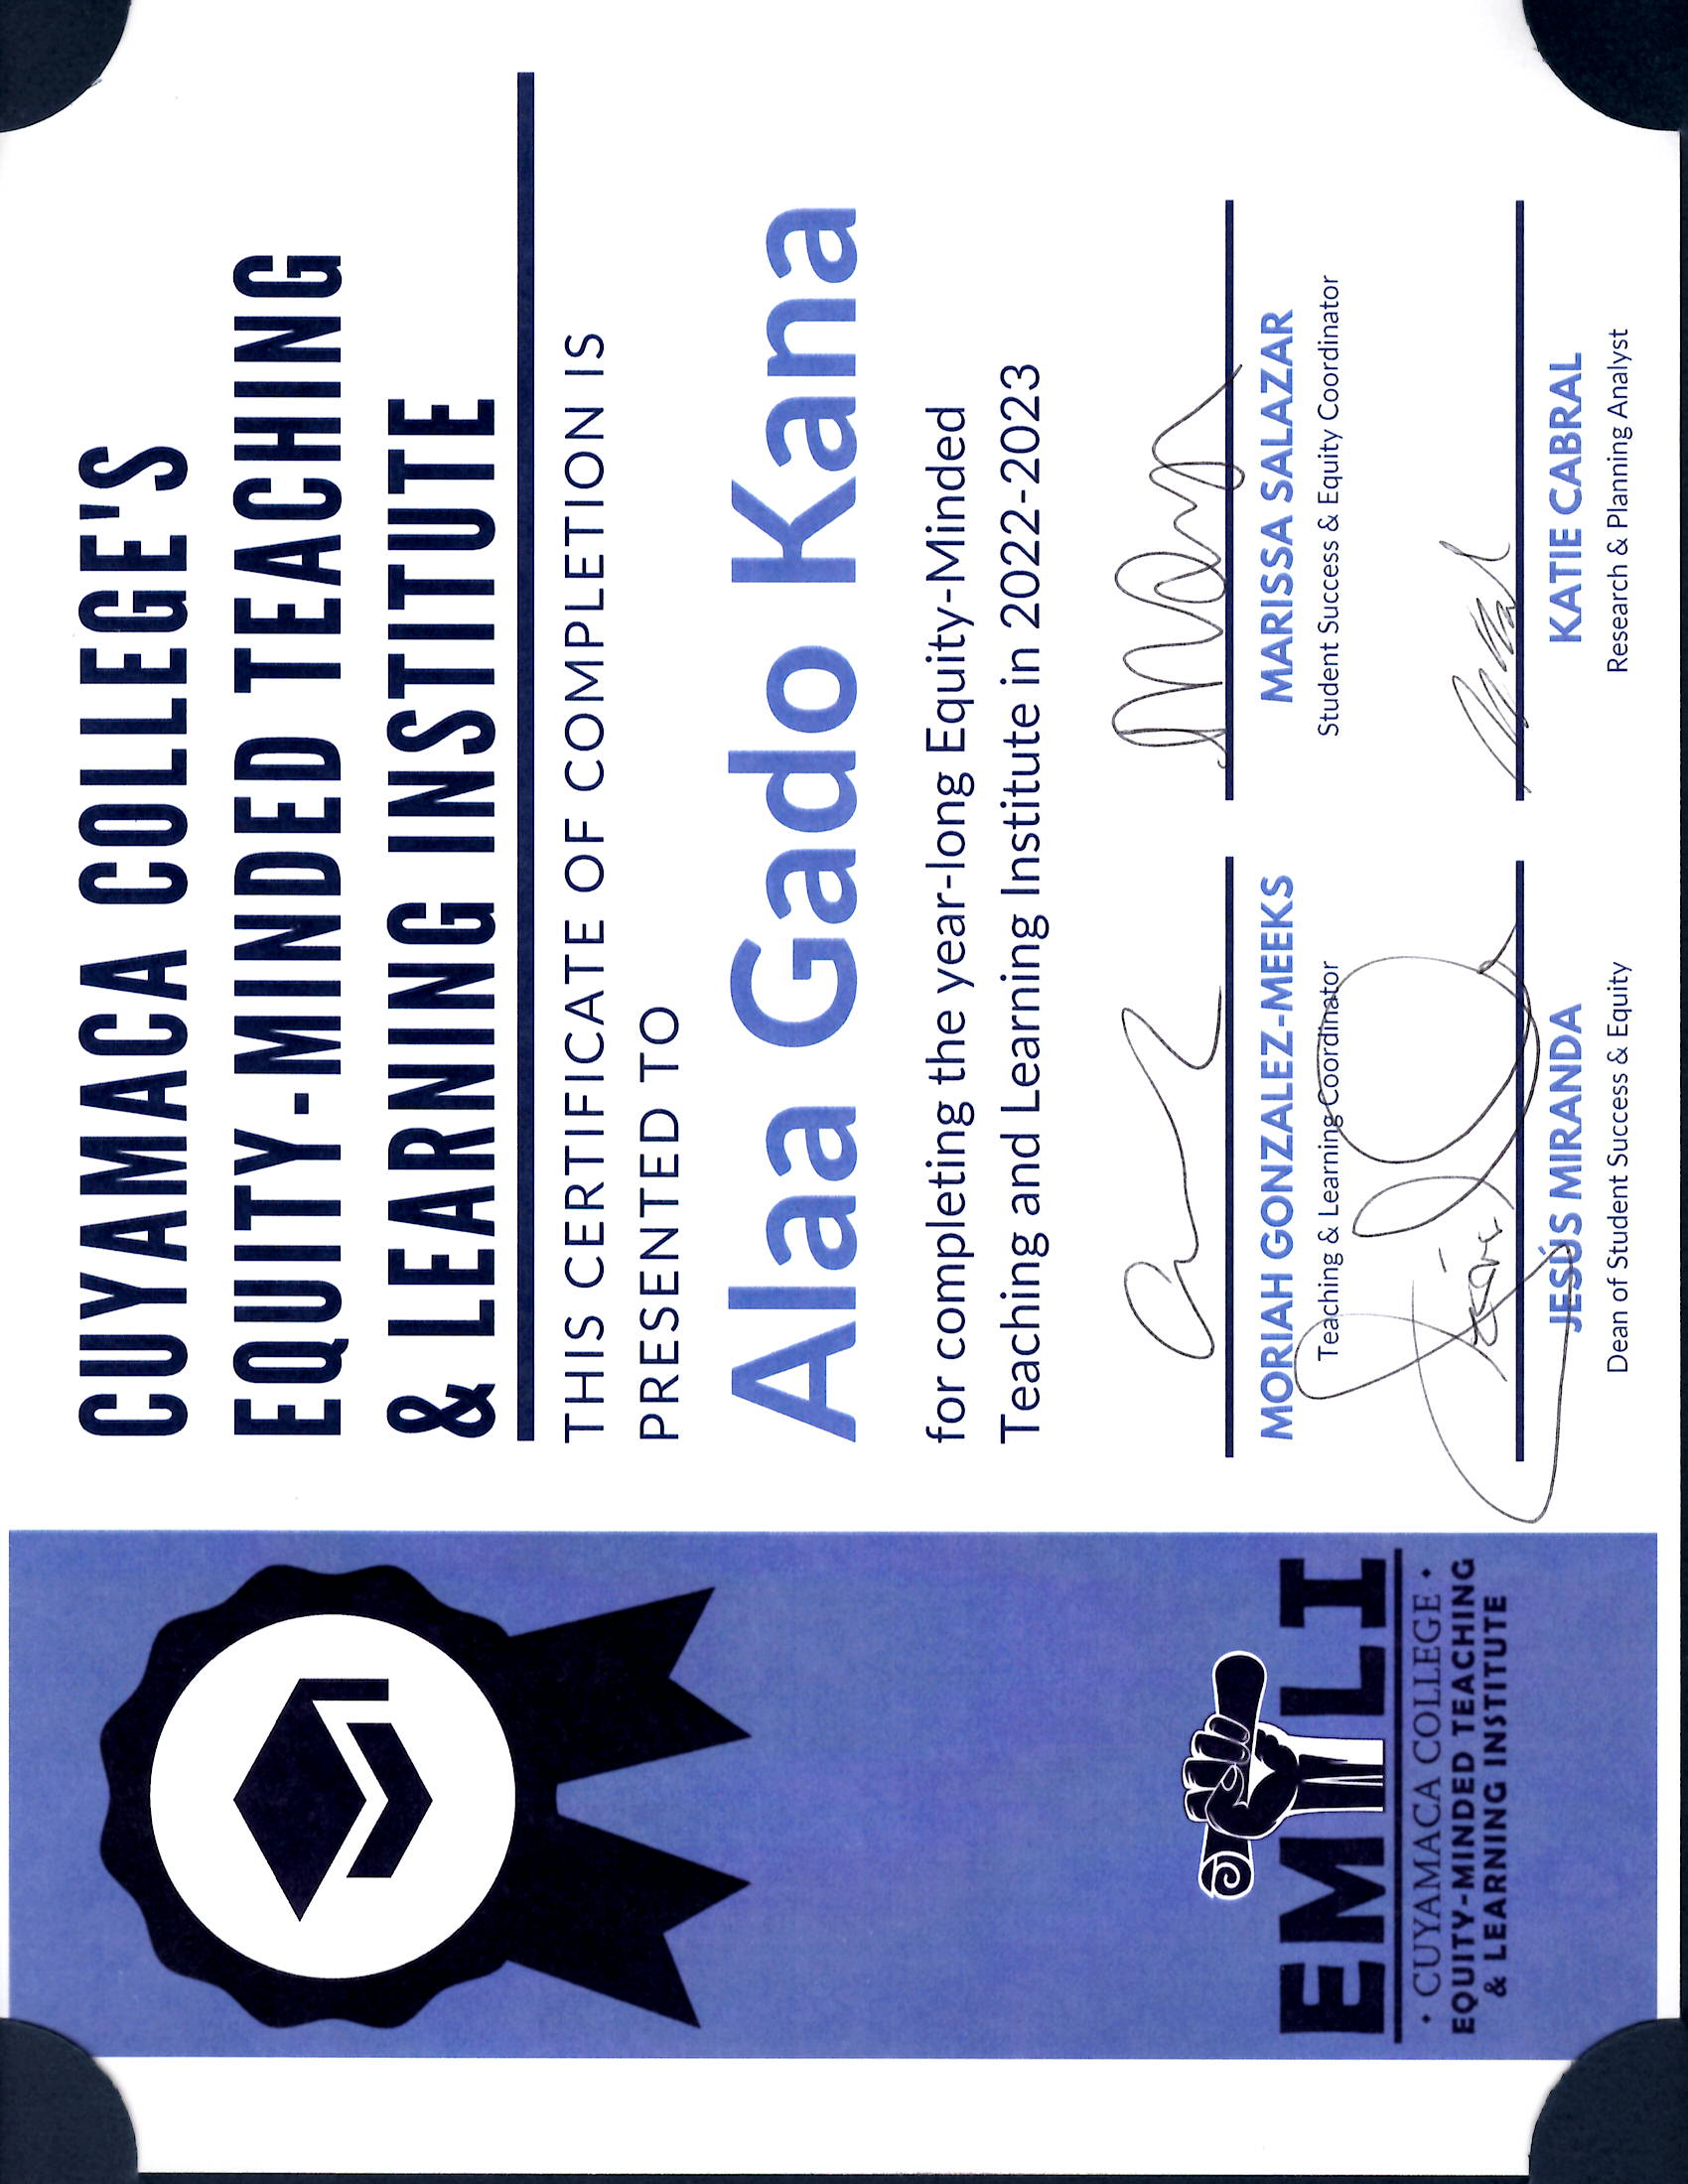 CUYAMACA COLLEGE'S
EQUITY-MINDED TEACHING
& LEARNING INSTITUTE
THIS CERTIFICATE OF COMPLETION IS
PRESENTED TO
Alaa Gado Kana
for completing the year-long Equity-Minded
Teaching and Learning Institute in 2022-2023
MORIAH GONZALEZ-MEEKS
Teaching & Learning Coordinator
MARISSA SALAZAR
Student Success & Equity Coordinator
JESÚS MIRANDA
Dean of Student Success & Equity
KATIE CABRAL
Research & Planning Analyst
EMTLI
• CUYAMACA COLLEGE •
EQUITY-MINDED TEACHING
& LEARNING INSTITUTE